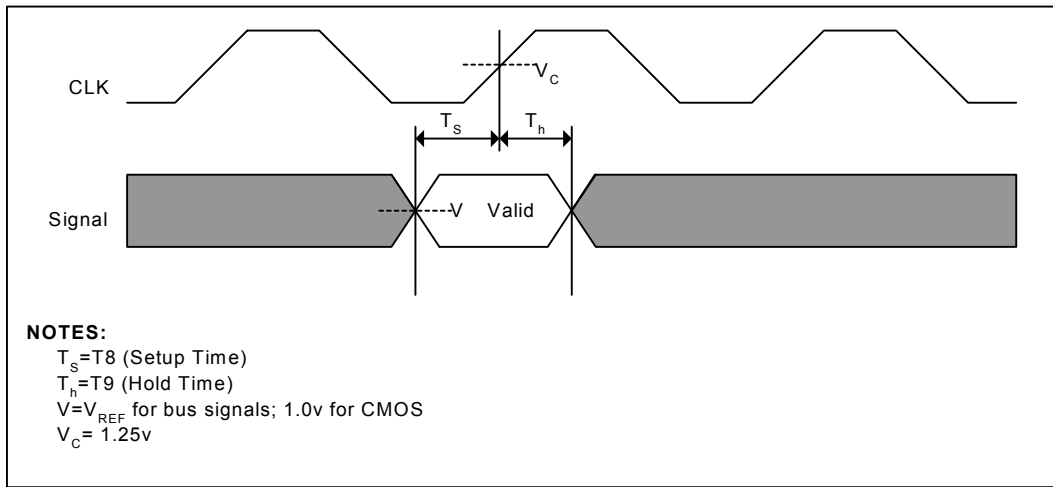 CLK
V_C
T_S T_h
Signal
V Valid
NOTES:
T_S=T8 (Setup Time)
T_h=T9 (Hold Time)
V=V_REF for bus signals; 1.0v for CMOS
V_C= 1.25v